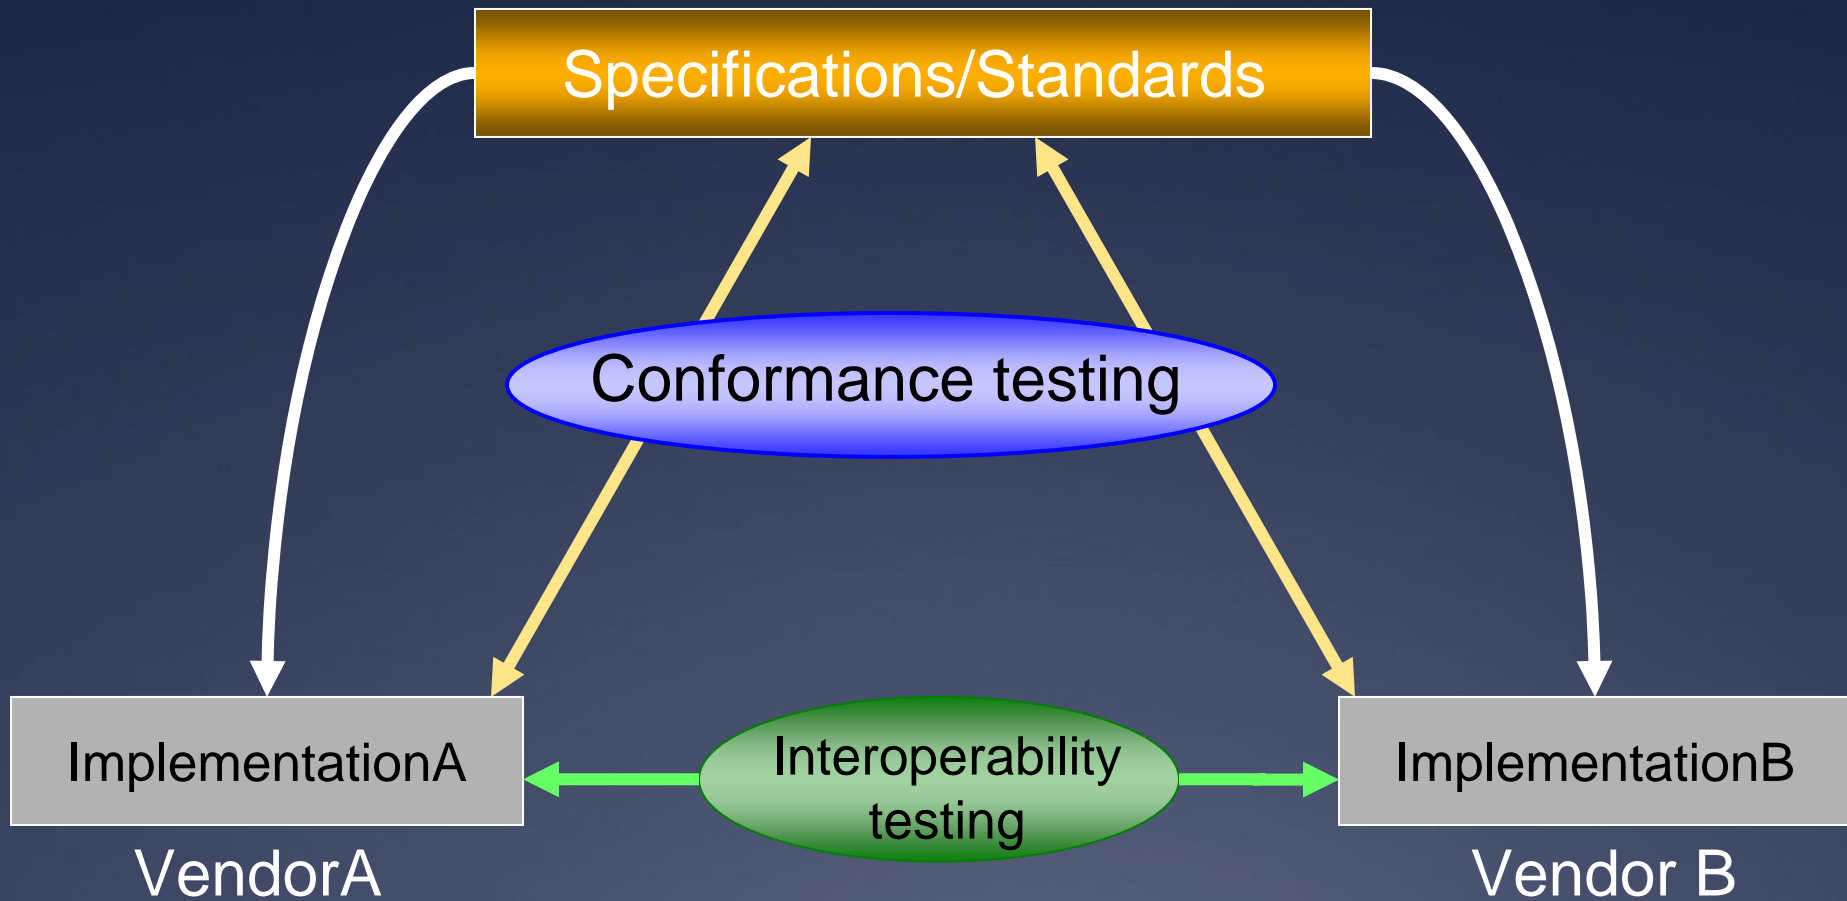 Specifications/Standards
Conformance testing
ImplementationA
Interoperability
testing
ImplementationB
VendorA
Vendor B